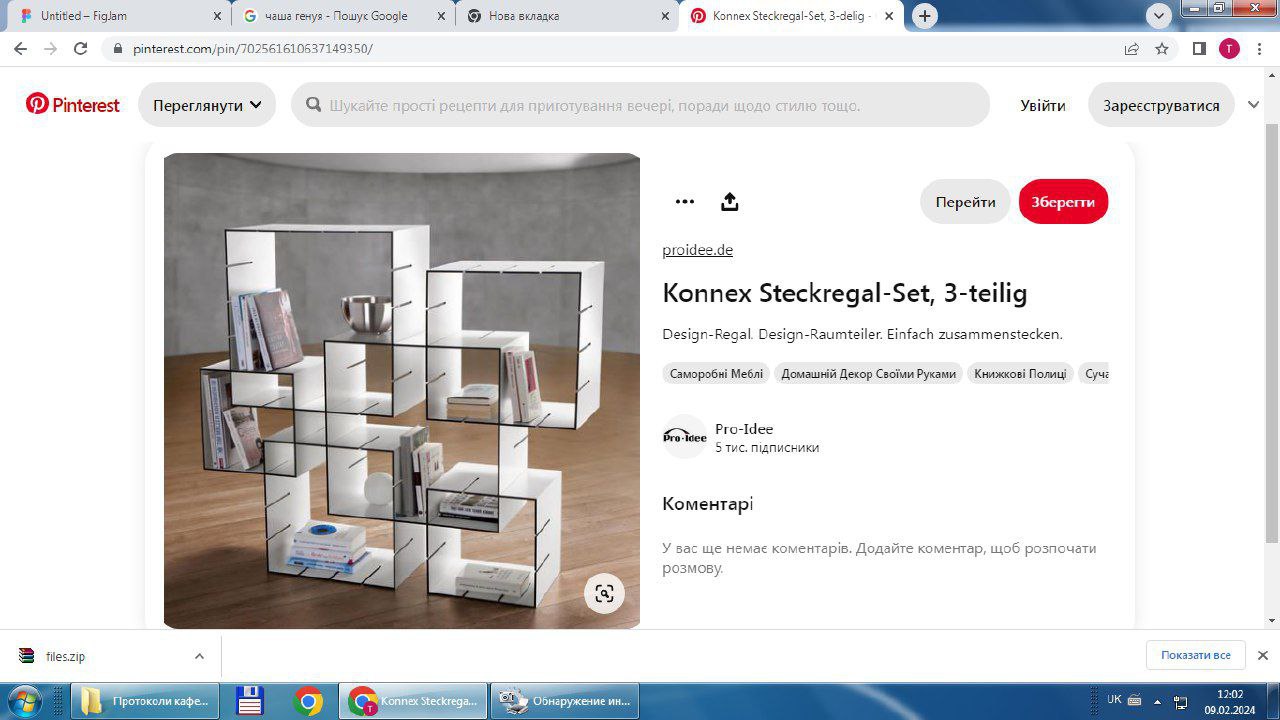 Untitled – FigJam
чаша генуя - Пошук Google
Нова вкладка
Konnex Steckregal-Set, 3-delig -
pinterest.com/pin/702561610637149350/
T
Pinterest
Переглянути
Шукайте прості рецепти для приготування вечері, поради щодо стилю тощо.
Увійти
Зареєструватися
Перейти
Зберегти
proidee.de
Konnex Steckregal-Set, 3-teilig
Design-Regal. Design-Raumteiler. Einfach zusammenstecken.
Саморобні Меблі
Домашній Декор Своїми Руками
Книжкові Полиці
Суча
Pro-Idee
Pro-Idee
5 тис. підписники
Коментарі
У вас ще немає коментарів. Додайте коментар, щоб розпочати
розмову.
files.zip
Показати все
Протоколи кафе...
T
Konnex Steckrega...
Обнаружение ин...
UK
12:02
09.02.2024